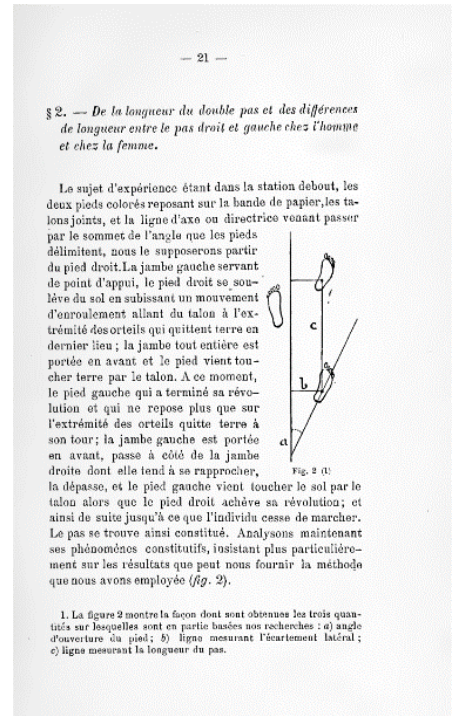 — 21 —
§ 2. — De la longueur du double pas et des différences
de longueur entre le pas droit et gauche chez l'homme
et chez la femme.
Le sujet d'expérience étant dans la station debout, les
deux pieds colorés reposant sur la bande de papier, les ta-
lons joints, et la ligne d'axe ou directrice venant passer
par le sommet de l'angle que les pieds
délimitent, nous le supposerons partir
du pied droit. La jambe gauche servant
de point d'appui, le pied droit se sou-
lève du sol en subissant un mouvement
d'enroulement allant du talon à l'ex-
trémité des orteils qui quittent terre en
dernier lieu ; la jambe tout entière est
portée en avant et le pied vient tou-
cher terre par le talon. A ce moment,
le pied gauche qui a terminé sa révo-
lution et qui ne repose plus que sur
l'extrémité des orteils quitte terre à
son tour ; la jambe gauche est portée
en avant, passe à côté de la jambe
droite dont elle tend à se rapprocher,
c
b
a
Fig. 2 (1)
la dépasse, et le pied gauche vient toucher le sol par le
talon alors que le pied droit achève sa révolution ; et
ainsi de suite jusqu'à ce que l'individu cesse de marcher.
Le pas se trouve ainsi constitué. Analysons maintenant
ses phénomènes constitutifs, insistant plus particulière-
ment sur les résultats que peut nous fournir la méthode
que nous avons employée (fig. 2).
1. La figure 2 montre la façon dont sont obtenues les trois quan-
tités sur lesquelles sont en partie basées nos recherches : a) angle
d'ouverture du pied ; b) ligne mesurant l'écartement latéral ;
c) ligne mesurant la longueur du pas.